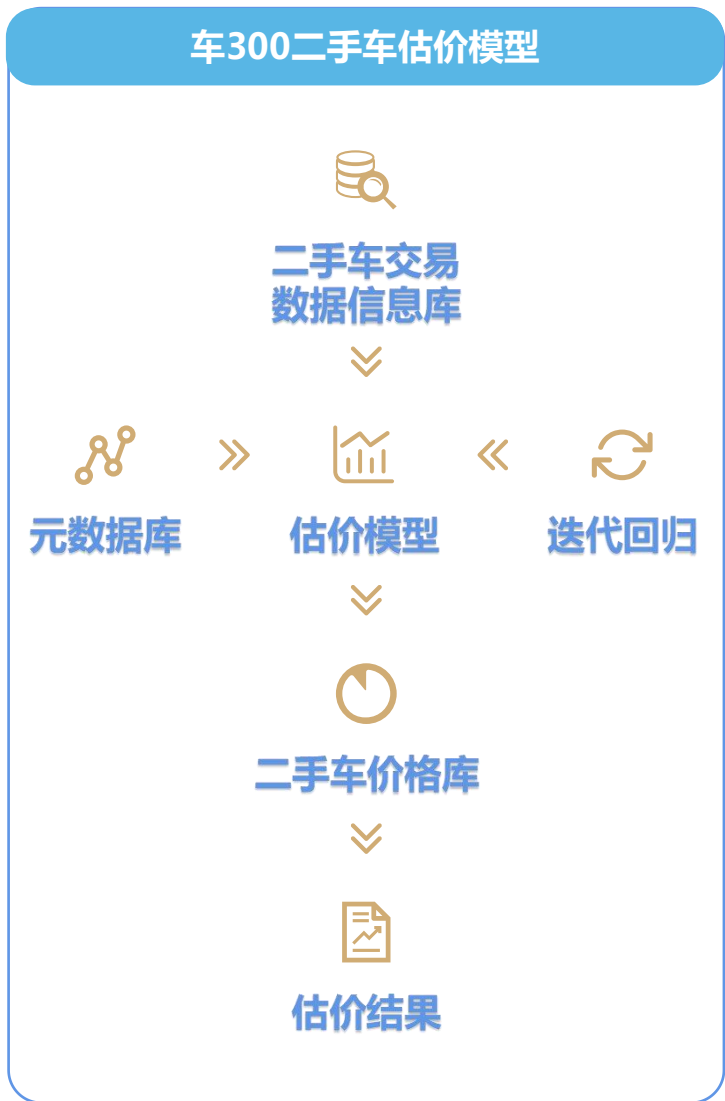 车300二手车估价模型
二手车交易
数据信息库
元数据库
估价模型
迭代回归
二手车价格库
估价结果